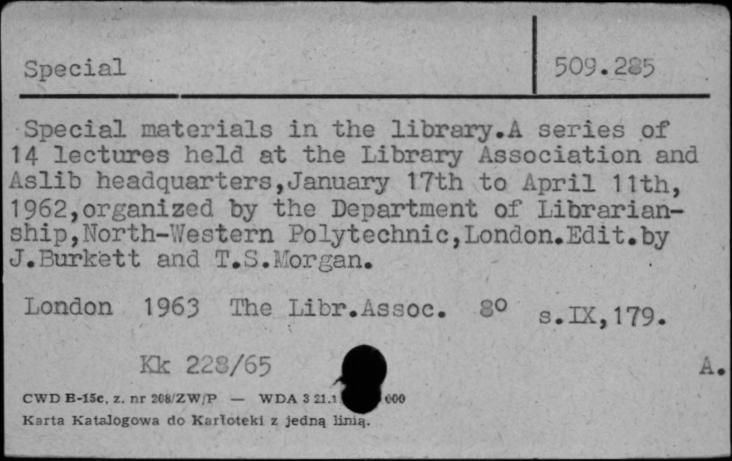 Special 509.285
Special materials in the library.A series of
14 lectures held at the Library Association and
Aslib headquarters,January 17th to April 11th,
1962,organized by the Department of Librarian-
ship,North-Western Polytechnic,London.Edit.by
J.Burkett and T.S.Morgan.
London 1963 The Libr.Assoc. 8º s.IX,179.
Kk 228/65 A.
CWD B-15c, z. nr 208/ZW/P — WDA 3 21.1 000
Karta Katalogowa do Kartoteki z jedną linią.